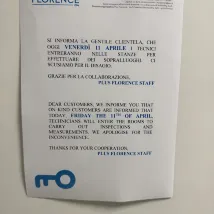 FLORENCE
SI INFORMA LA GENTILE CLIENTELA, CHE
OGGI VENERDÌ 11 APRILE I TECNICI
ENTRERANNO NELLE STANZE PER
EFFETTUARE DEI SOPRALLUOGHI CI
SCUSIAMO PER IL DISAGIO.
GRAZIE PER LA COLLABORAZIONE,
PLUS FLORENCE STAFF
DEAR CUSTOMERS, WE INFORM YOU THAT
ON KIND CUSTOMERS ARE INFORMED THAT
TODAY, FRIDAY THE 11TH OF APRIL,
TECHNICIANS WILL ENTER THE ROOMS TO
CARRY OUT INSPECTIONS AND
MEASUREMENTS. WE APOLOGISE FOR THE
INCONVENIENCE.
THANKS FOR YOUR COOPERATION,
PLUS FLORENCE STAFF